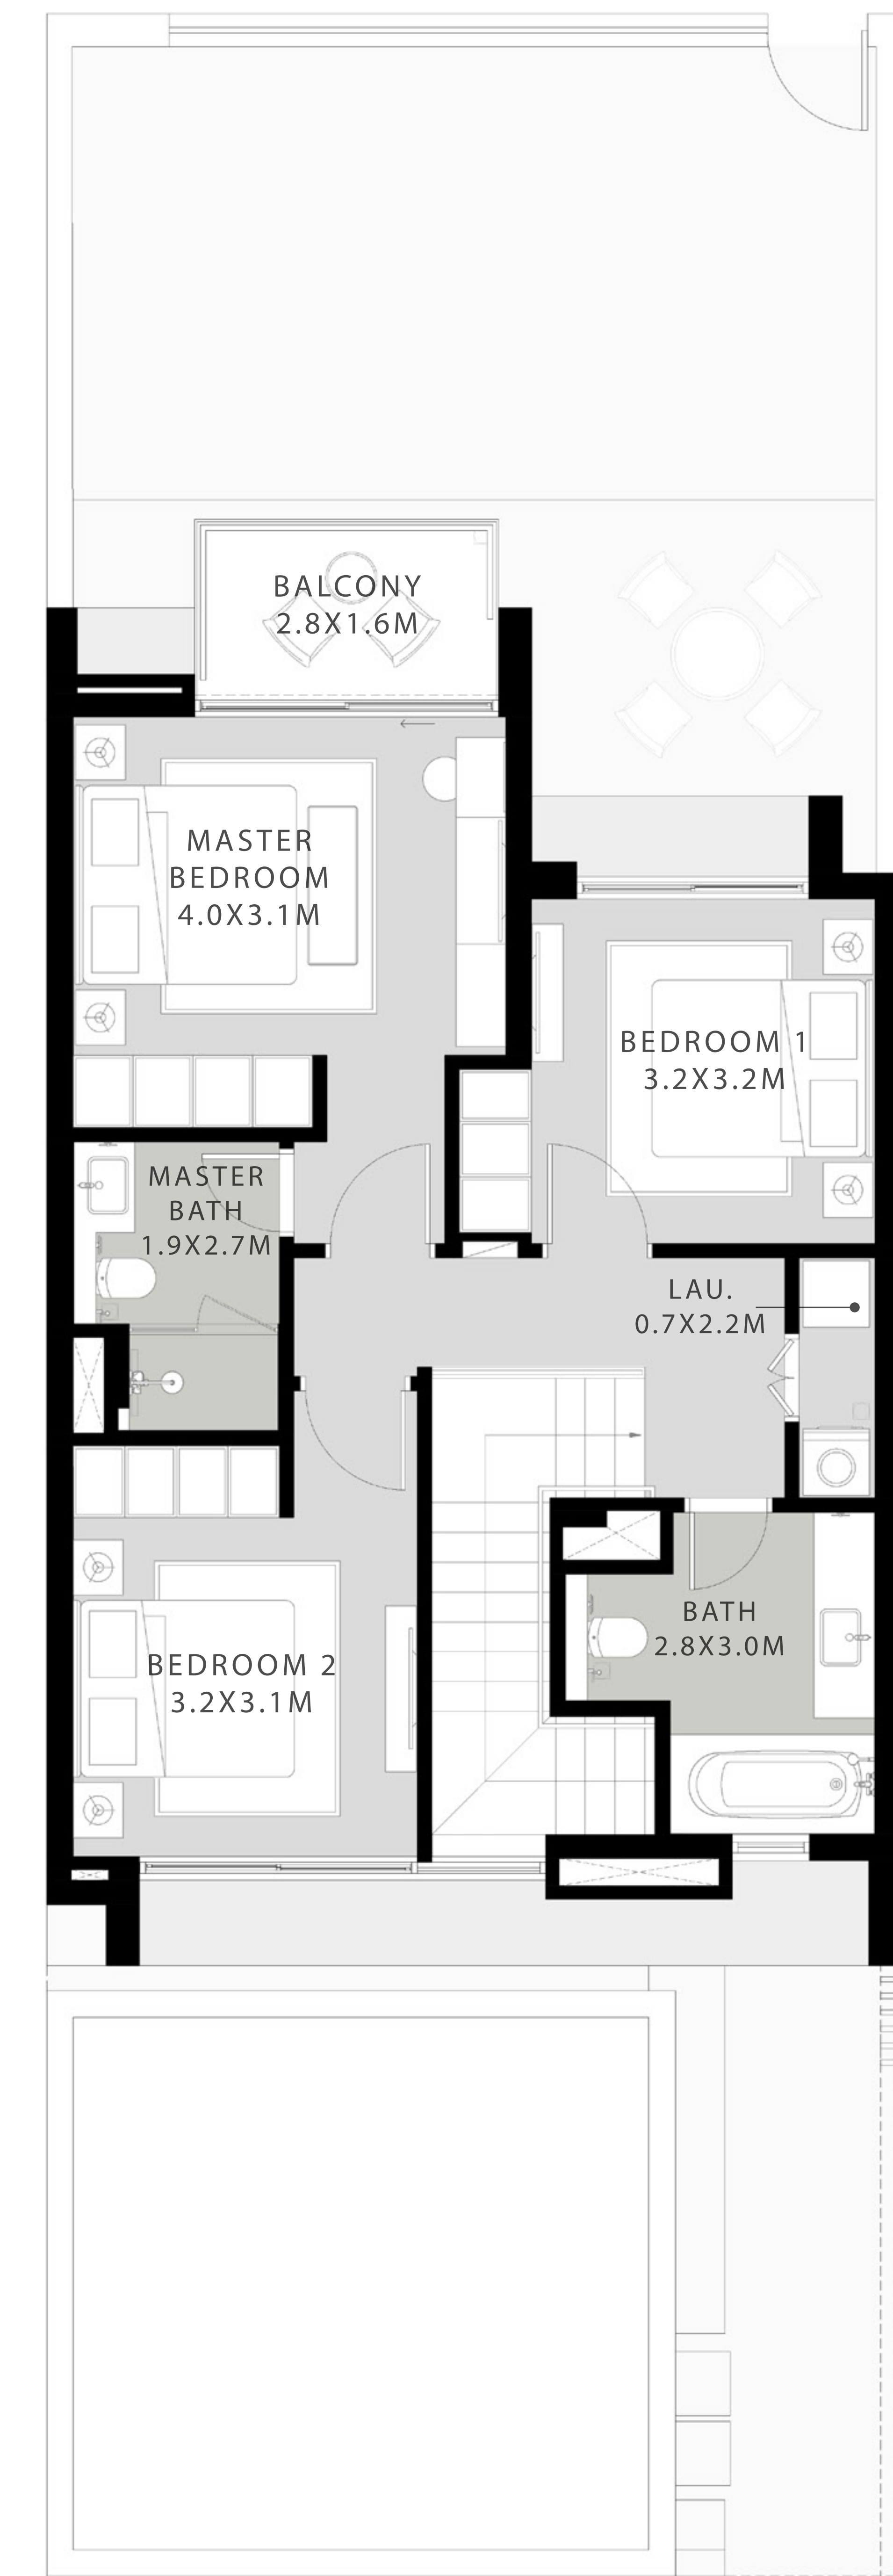 BALCONY
2.8X1.6M
MASTER
BEDROOM
4.0X3.1M
BEDROOM 1
3.2X3.2M
MASTER
BATH
1.9X2.7M
LAU.
0.7X2.2M
BATH
2.8X3.0M
BEDROOM 2
3.2X3.1M